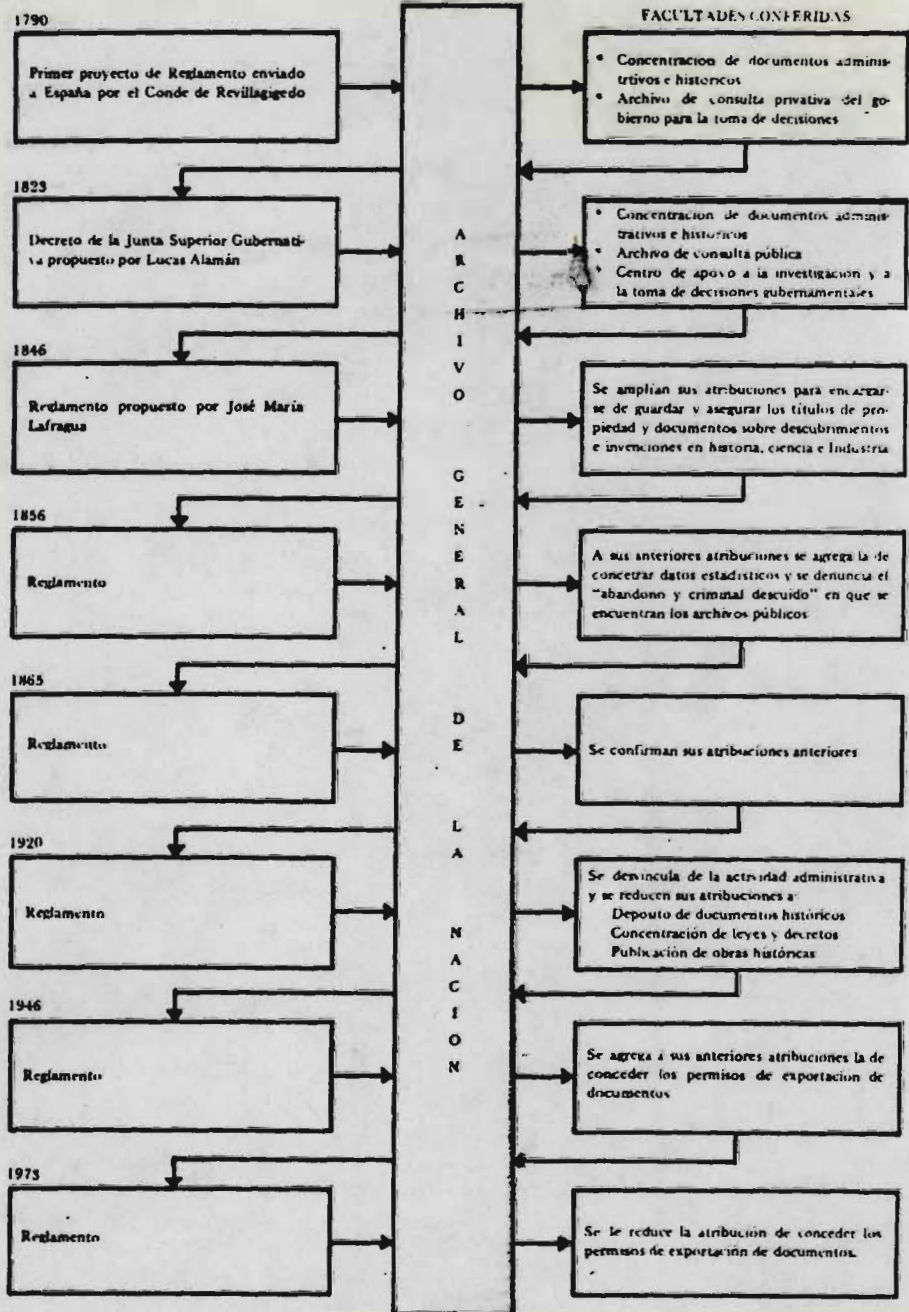 FACULTADES CONFERIDAS
1790
Primer proyecto de Reglamento enviado
a España por el Conde de Revillagigedo
• Concentracion de documentos adminis-
trtivos e historicos
• Archivo de consulta privativa del go-
bierno para la toma de decisiones
1823
Decreto de la Junta Superior Gubernati-
va propuesto por Lucas Alamán
• Concentracion de documentos adminis-
trativos e historicos
• Archivo de consulta pública
• Centro de apoyo a la investigación y a
la toma de decisiones gubernamentales
1846
Reglamento propuesto por José María
Lafragua
Se amplían sus atribuciones para encargar-
se de guardar y asegurar los títulos de pro-
piedad y documentos sobre descubrimientos
e invenciones en historia, ciencia e Industria
1856
Reglamento
A sus anteriores atribuciones se agrega la de
concetrar datos estadísticos y se denuncia el
"abandono y criminal descuido" en que se
encuentran los archivos públicos
1865
Reglamento
Se confirman sus atribuciones anteriores
1920
Reglamento
Se desvincula de la actividad administrativa
y se reducen sus atribuciones a:
Deposito de documentos históricos
Concentración de leyes y decretos
Publicación de obras históricas
1946
Reglamento
Se agrega a sus anteriores atribuciones la de
conceder los permisos de exportacion de
documentos
1973
Reglamento
Se le reduce la atribución de conceder los
permisos de exportación de documentos.
ARCHIVO GENERAL DE LA NACIÓN